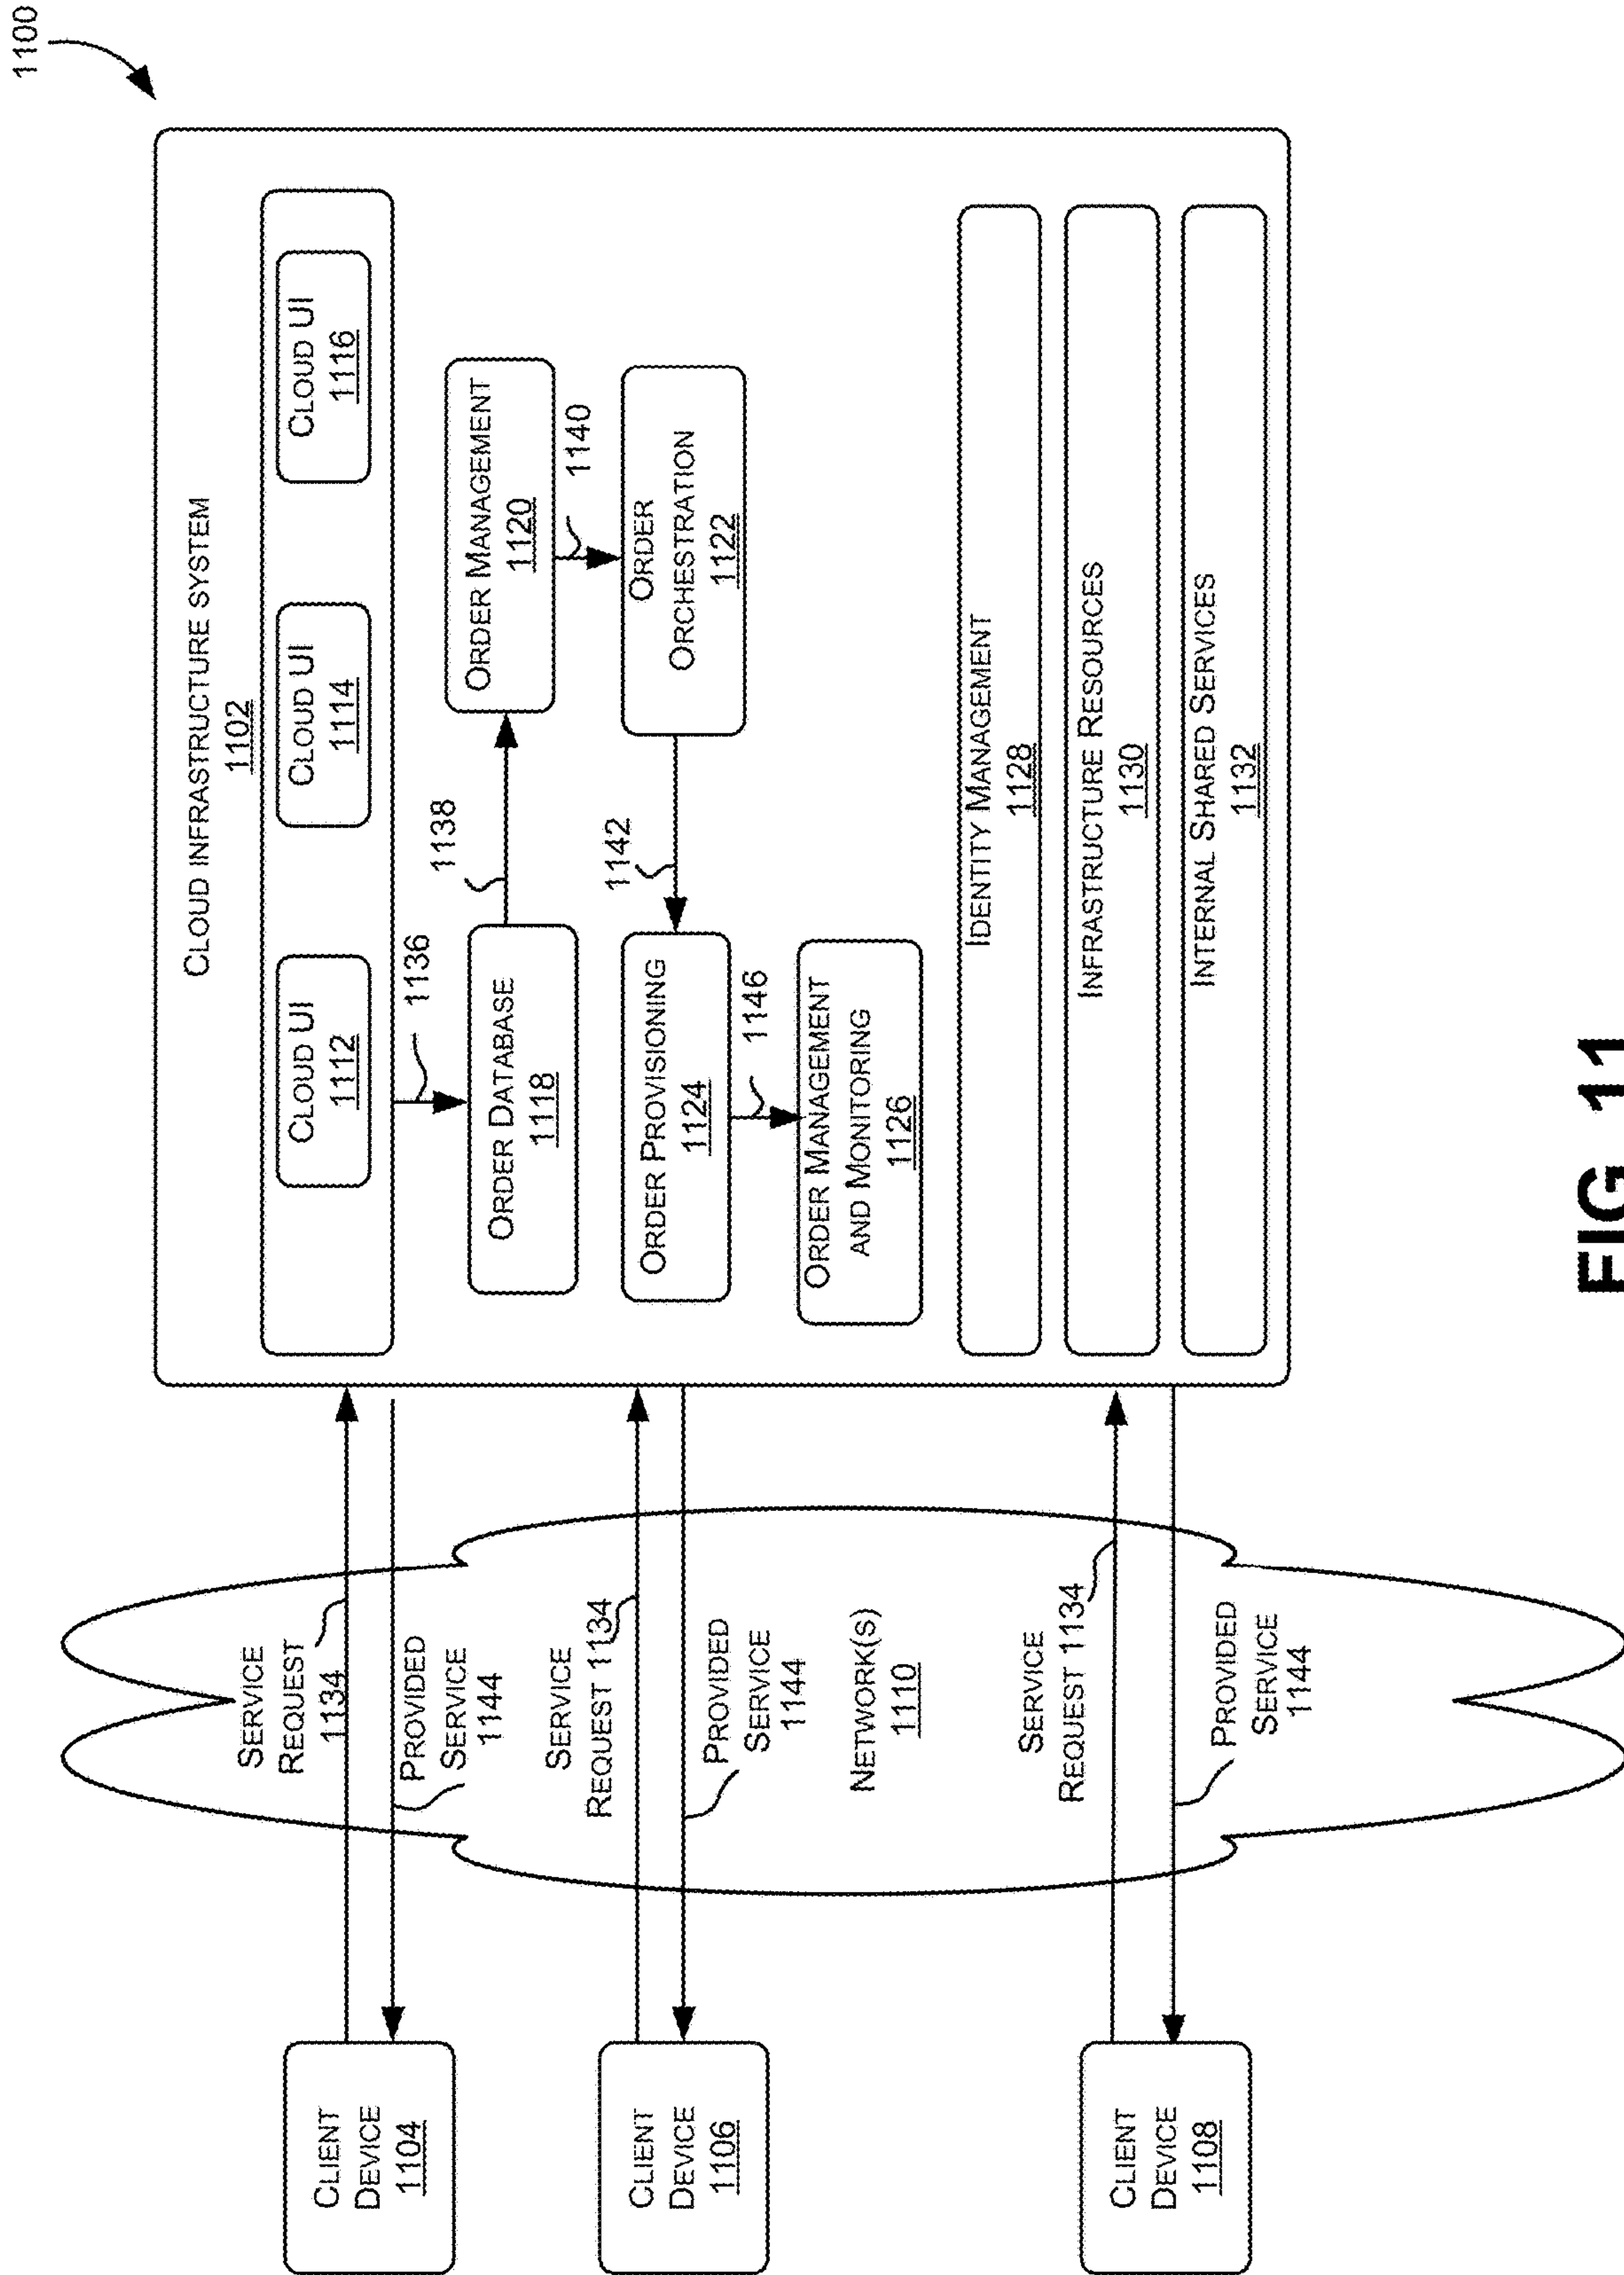 1100
CLOUD INFRASTRUCTURE SYSTEM
1102
CLOUD UI
1112
CLOUD UI
1114
CLOUD UI
1116
1136
ORDER DATABASE
1118
1138
ORDER MANAGEMENT
1120
1140
ORDER
ORCHESTRATION
1122
1142
ORDER PROVISIONING
1124
1146
ORDER MANAGEMENT
AND MONITORING
1126
IDENTITY MANAGEMENT
1128
INFRASTRUCTURE RESOURCES
1130
INTERNAL SHARED SERVICES
1132
CLIENT
DEVICE
1104
SERVICE
REQUEST
1134
PROVIDED
SERVICE
1144
CLIENT
DEVICE
1106
SERVICE
REQUEST 1134
PROVIDED
SERVICE
1144
NETWORK(S)
1110
CLIENT
DEVICE
1108
SERVICE
REQUEST 1134
PROVIDED
SERVICE
1144
FIG 11